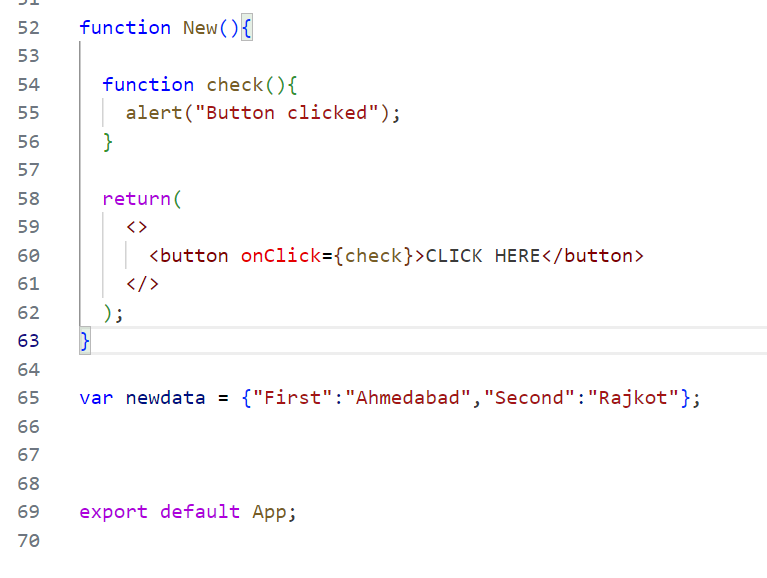 52 function New(){
53
54 function check(){
55 alert("Button clicked");
56 }
57
58 return(
59 <>
60 <button onClick={check}>CLICK HERE</button>
61 </>
62 );
63 }
64
65 var newdata = {"First":"Ahmedabad","Second":"Rajkot"};
66
67
68
69 export default App;
70